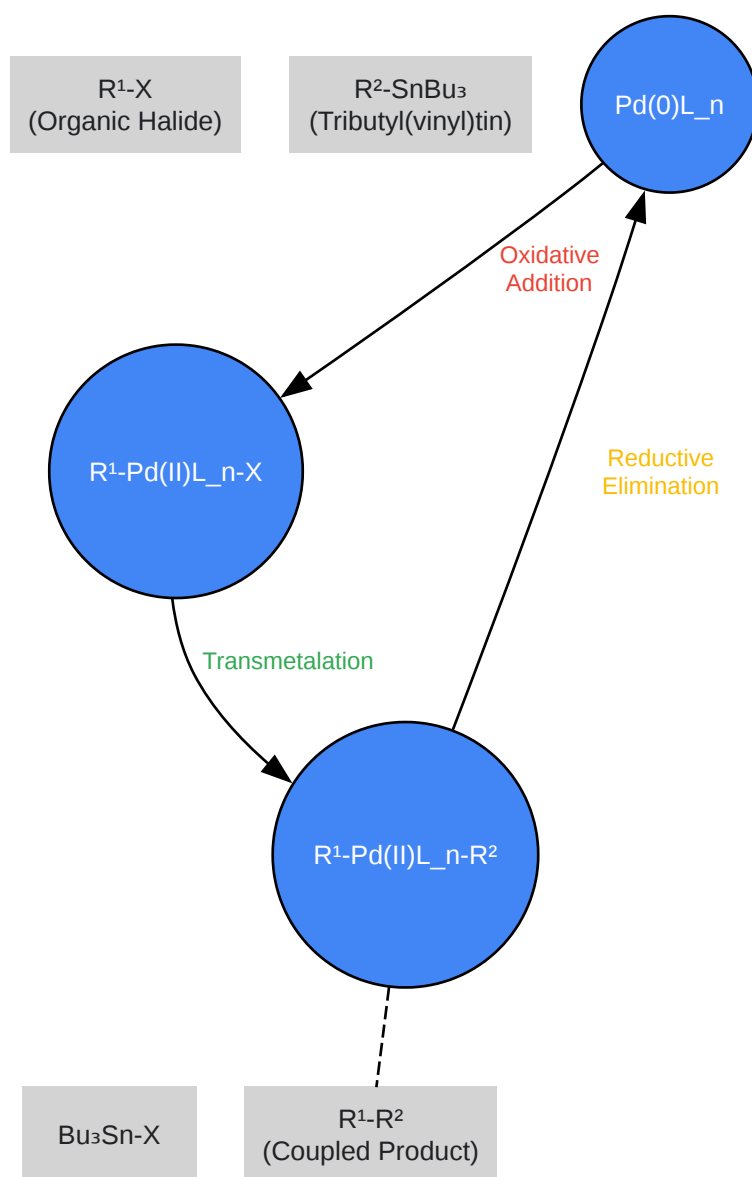 R¹-X
(Organic Halide)
R²-SnBu₃
(Tributyl(vinyl)tin)
Pd(0)L_n
Oxidative
Addition
R¹-Pd(II)L_n-X
Reductive
Elimination
Transmetalation
R¹-Pd(II)L_n-R²
Bu₃Sn-X
R¹-R²
(Coupled Product)